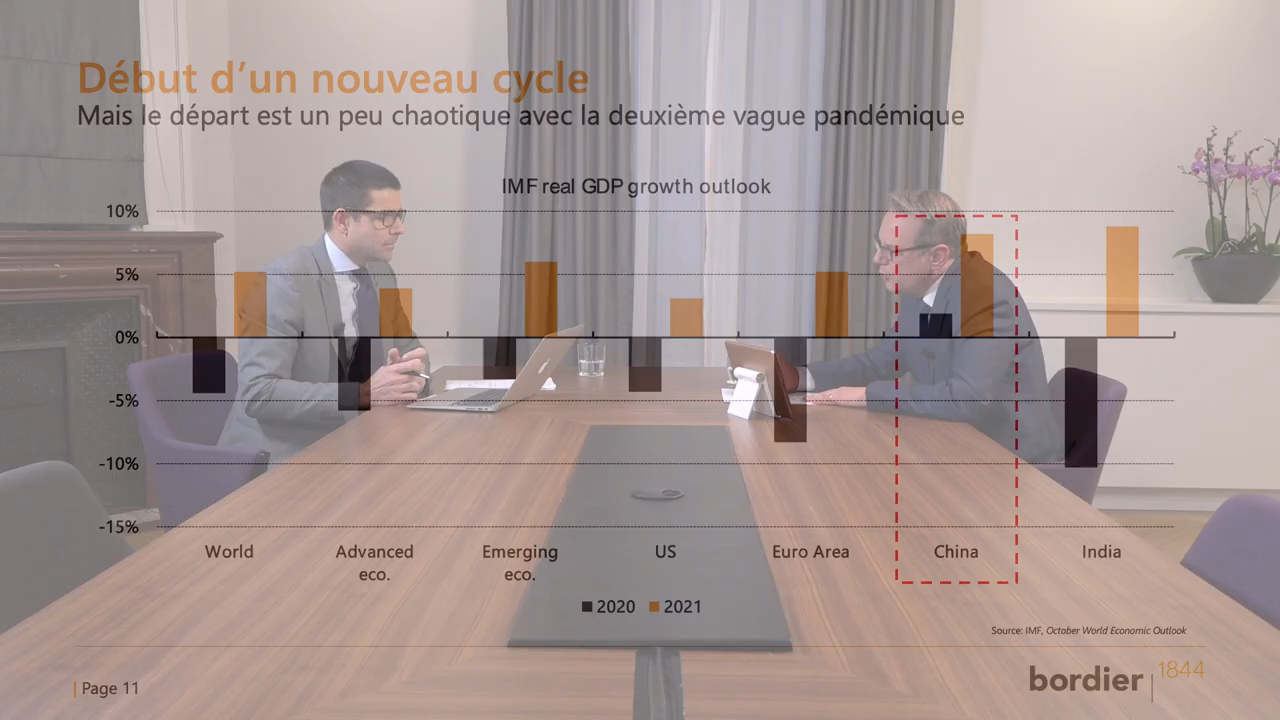 Début d’un nouveau cycle
Mais le départ est un peu chaotique avec la deuxième vague pandémique
IMF real GDP growth outlook
10%
5%
0%
-5%
-10%
-15%
World
Advanced
eco.
Emerging
eco.
US
Euro Area
China
India
2020
2021
Source: IMF, October World Economic Outlook
| Page 11
bordier | 1844